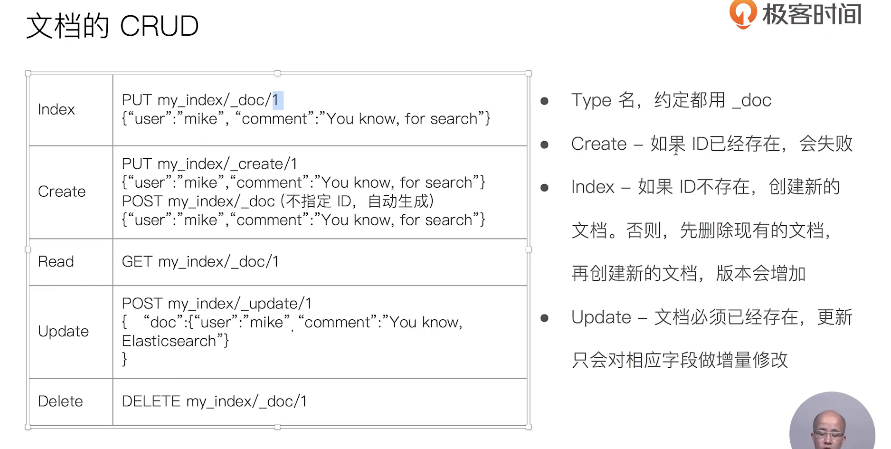 文档的 CRUD
极客时间
Index
PUT my_index/_doc/1
{“user”:”mike”, “comment”:”You know, for search”}
Create
PUT my_index/_create/1
{“user”:”mike”,“comment”:”You know, for search”}
POST my_index/_doc (不指定 ID，自动生成)
{“user”:”mike”,“comment”:”You know, for search”}
Read
GET my_index/_doc/1
Update
POST my_index/_update/1
{ “doc”:{“user”:”mike”, “comment”:”You know,
Elasticsearch”}
}
Delete
DELETE my_index/_doc/1
● Type 名，约定都用 _doc
● Create – 如果 ID已经存在，会失败
● Index – 如果 ID不存在，创建新的
文档。否则，先删除现有的文档，
再创建新的文档，版本会增加
● Update – 文档必须已经存在，更新
只会对相应字段做增量修改